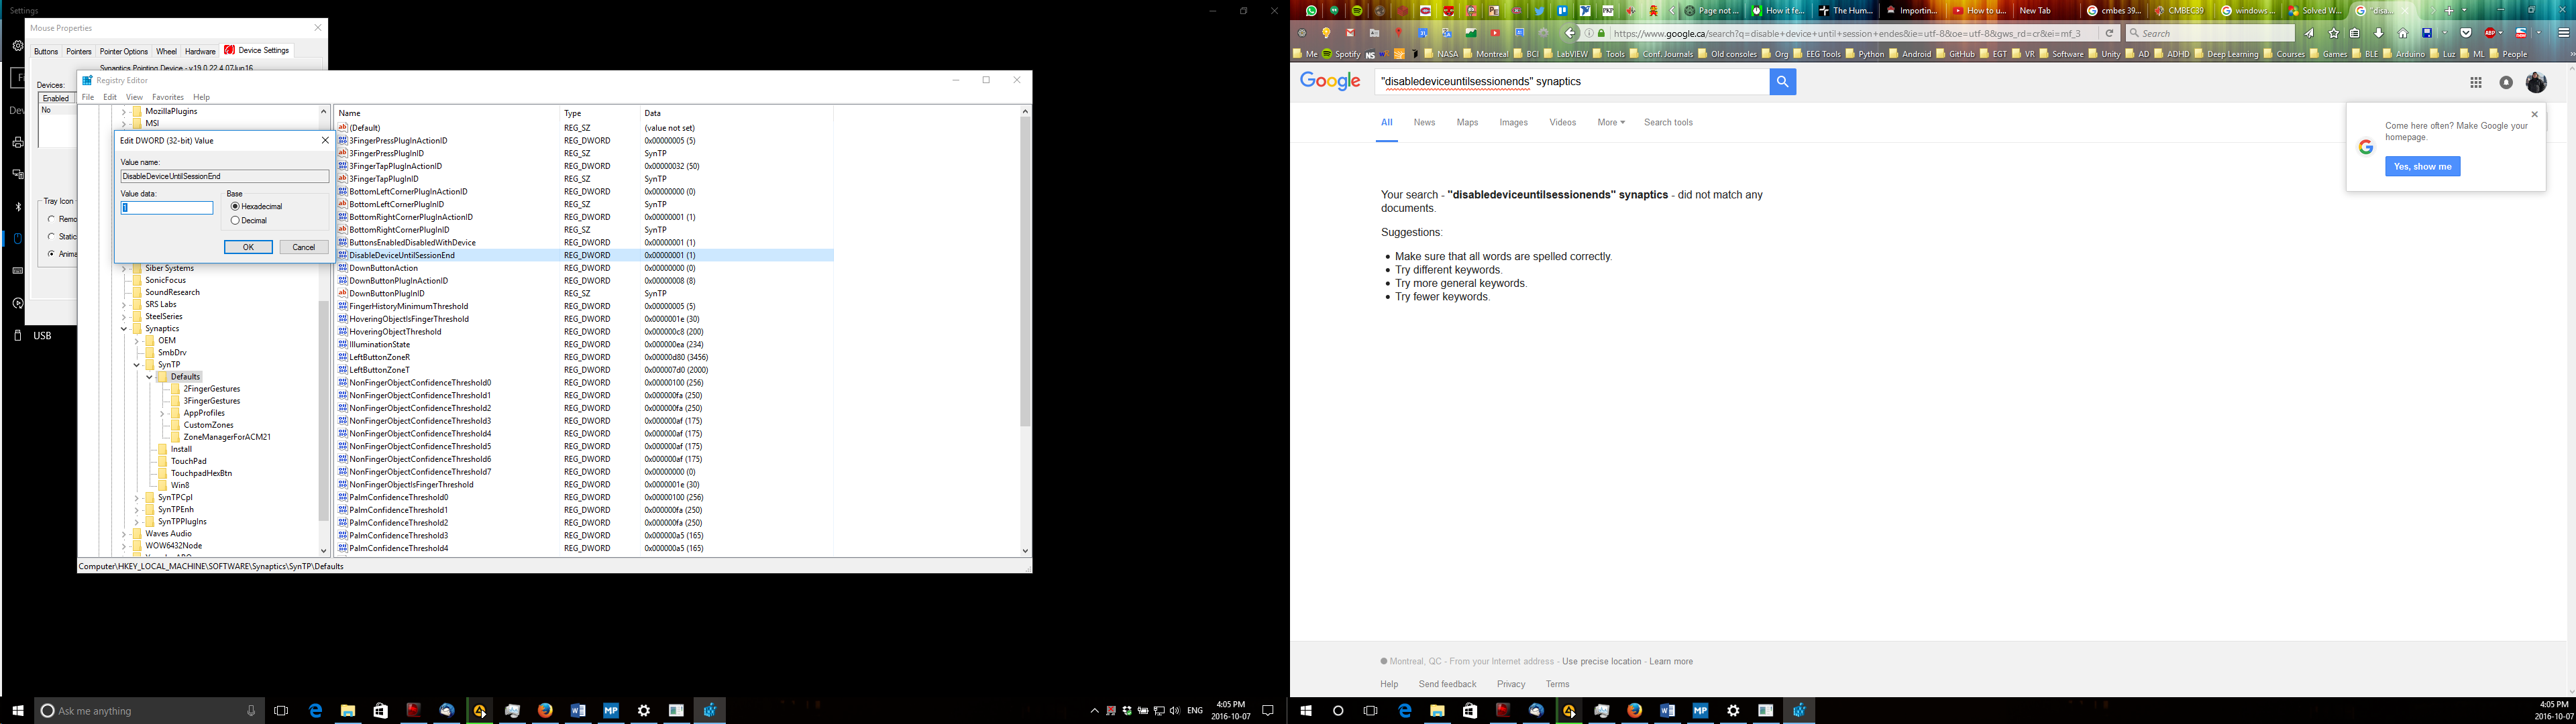 Settings
Mouse Properties
Buttons Pointers Pointer Options Wheel Hardware Device Settings
Synaptics Pointing Device - v19.0.22.4 07Jun16
Devices:
Enabled
No
Tray Icon
Remo
Static
Anima
USB
Registry Editor
File Edit View Favorites Help
MozillaPlugins
MSI
Edit DWORD (32-bit) Value
Value name:
DisableDeviceUntilSessionEnd
Value data:
1
Base
Hexadecimal
Decimal
OK Cancel
Siber Systems
SonicFocus
SoundResearch
SRS Labs
SteelSeries
Synaptics
OEM
SmbDrv
SynTP
Defaults
2FingerGestures
3FingerGestures
AppProfiles
CustomZones
ZoneManagerForACM21
Install
TouchPad
TouchpadHexBtn
Win8
SynTPCpl
SynTPEnh
SynTPPlugIns
Waves Audio
WOW6432Node
Name Type Data
(Default) REG_SZ (value not set)
3FingerPressPlugInActionID REG_DWORD 0x00000005 (5)
3FingerPressPlugInID REG_SZ SynTP
3FingerTapPlugInActionID REG_DWORD 0x00000032 (50)
3FingerTapPlugInID REG_SZ SynTP
BottomLeftCornerPlugInActionID REG_DWORD 0x00000000 (0)
BottomLeftCornerPlugInID REG_SZ SynTP
BottomRightCornerPlugInActionID REG_DWORD 0x00000001 (1)
BottomRightCornerPlugInID REG_SZ SynTP
ButtonsEnabledDisabledWithDevice REG_DWORD 0x00000001 (1)
DisableDeviceUntilSessionEnd REG_DWORD 0x00000001 (1)
DownButtonAction REG_DWORD 0x00000000 (0)
DownButtonPlugInActionID REG_DWORD 0x00000008 (8)
DownButtonPlugInID REG_SZ SynTP
FingerHistoryMinimumThreshold REG_DWORD 0x00000005 (5)
HoveringObjectIsFingerThreshold REG_DWORD 0x0000001e (30)
HoveringObjectThreshold REG_DWORD 0x000000c8 (200)
IlluminationState REG_DWORD 0x000000ea (234)
LeftButtonZoneR REG_DWORD 0x00000d80 (3456)
LeftButtonZoneT REG_DWORD 0x000007d0 (2000)
NonFingerObjectConfidenceThreshold0 REG_DWORD 0x00000100 (256)
NonFingerObjectConfidenceThreshold1 REG_DWORD 0x000000fa (250)
NonFingerObjectConfidenceThreshold2 REG_DWORD 0x000000fa (250)
NonFingerObjectConfidenceThreshold3 REG_DWORD 0x000000af (175)
NonFingerObjectConfidenceThreshold4 REG_DWORD 0x000000af (175)
NonFingerObjectConfidenceThreshold5 REG_DWORD 0x000000af (175)
NonFingerObjectConfidenceThreshold6 REG_DWORD 0x000000af (175)
NonFingerObjectConfidenceThreshold7 REG_DWORD 0x00000000 (0)
NonFingerObjectIsFingerThreshold REG_DWORD 0x0000001e (30)
PalmConfidenceThreshold0 REG_DWORD 0x00000100 (256)
PalmConfidenceThreshold1 REG_DWORD 0x000000fa (250)
PalmConfidenceThreshold2 REG_DWORD 0x000000fa (250)
PalmConfidenceThreshold3 REG_DWORD 0x000000a5 (165)
PalmConfidenceThreshold4 REG_DWORD 0x000000a5 (165)
Computer\HKEY_LOCAL_MACHINE\SOFTWARE\Synaptics\SynTP\Defaults
Ask me anything
ENG 4:05 PM
2016-10-07
Page not ... How it fe... The Hum... Importin... How to u... New Tab cmbes 39... CMBEC39 windows ... Solved W... "disa...
https://www.google.ca/search?q=disable+device+until+session+endes&ie=utf-8&oe=utf-8&gws_rd=cr&ei=mf_3 Search
Me Spotify NASA Montreal BCI LabVIEW Tools Conf. Journals Old consoles Org EEG Tools Python Android GitHub EGT VR Software Unity AD ADHD Deep Learning Courses Games BLE Arduino Luz ML People
Google "disabledeviceuntilsessionends" synaptics
All News Maps Images Videos More Search tools
Come here often? Make Google your
homepage.
Yes, show me
Your search - "disabledeviceuntilsessionends" synaptics - did not match any
documents.
Suggestions:
Make sure that all words are spelled correctly.
Try different keywords.
Try more general keywords.
Try fewer keywords.
Montreal, QC - From your Internet address - Use precise location - Learn more
Help Send feedback Privacy Terms
4:05 PM
2016-10-07